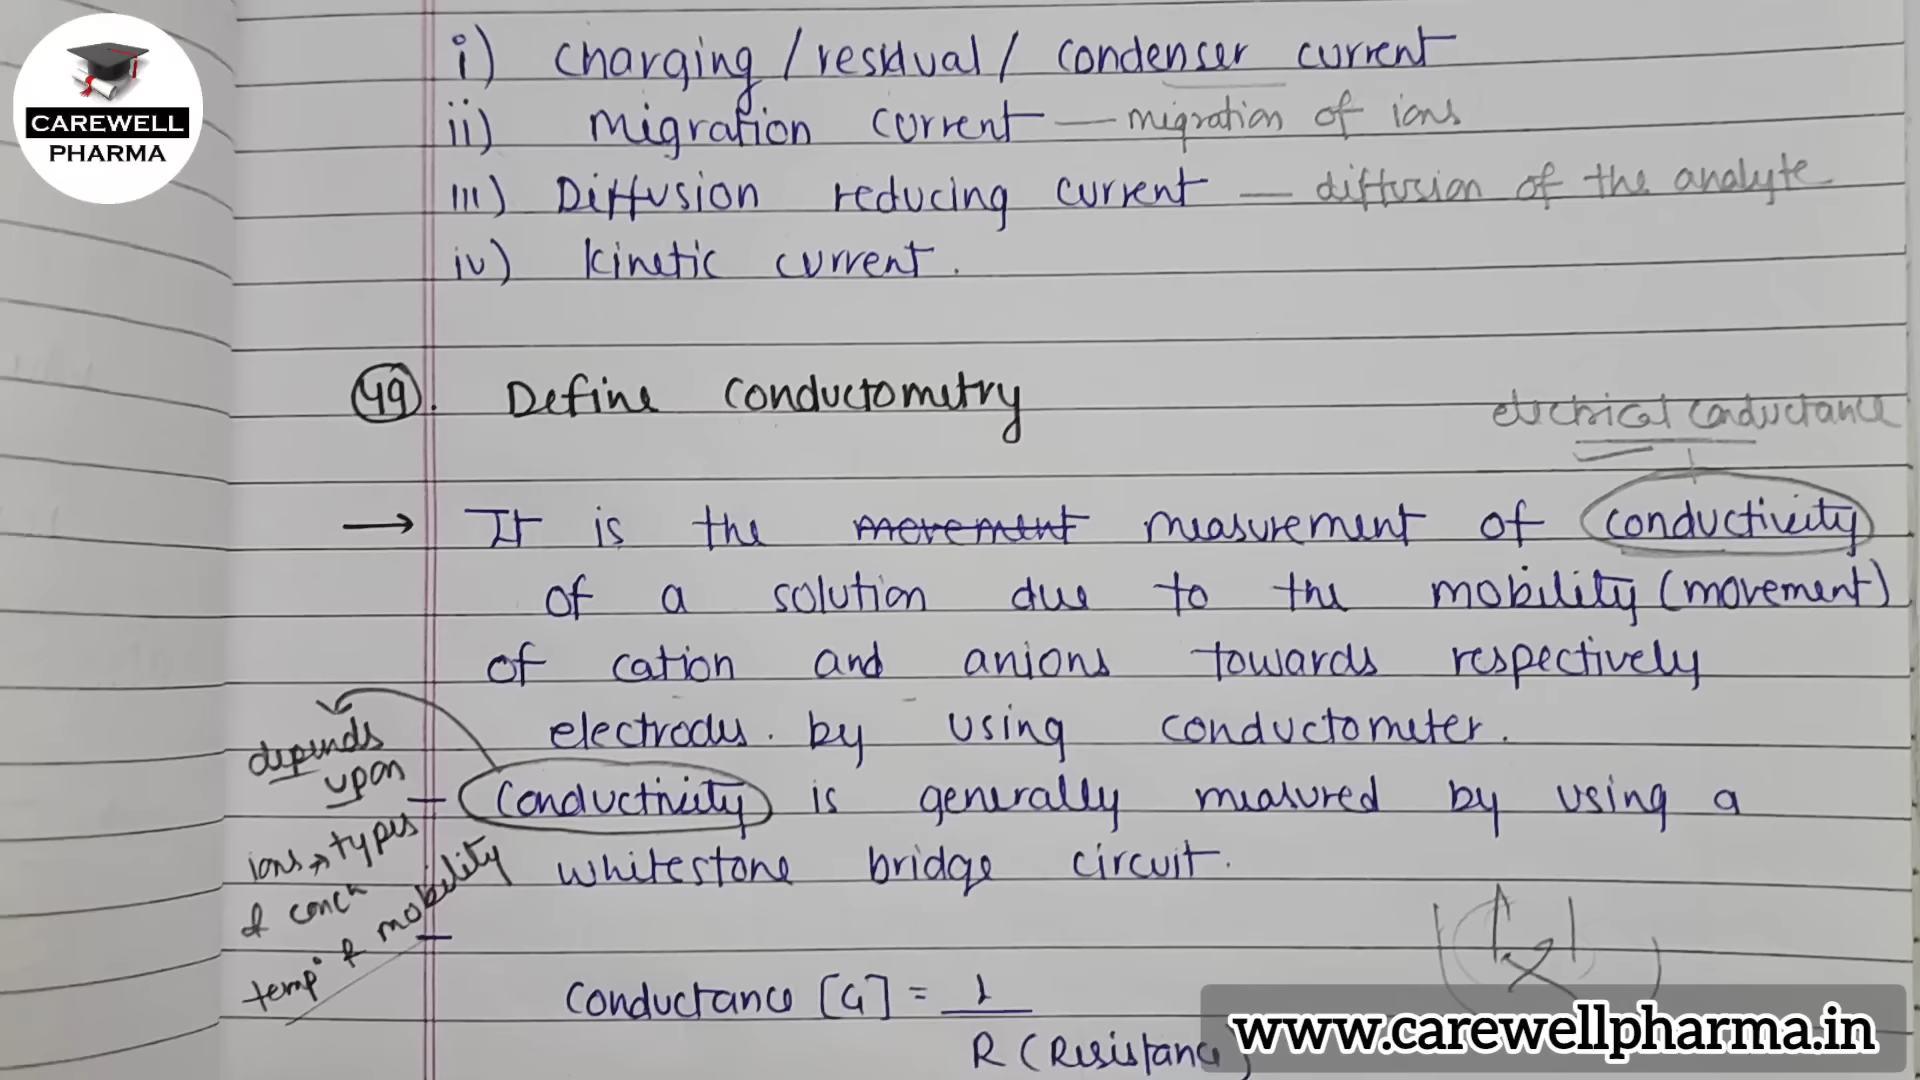 CAREWELL
PHARMA
i) charging / residual / condenser current
ii) migration current — migration of ions
iii) Diffusion reducing current — diffusion of the analyte
iv) kinetic current.
49. Define conductometry
electrical conductance
→ It is the movement measurement of conductivity
of a solution due to the mobility (movement)
of cation and anions towards respectively
electrodes. by using conductometer.
depends
upon
Conductivity is generally measured by using a
whitestone bridge circuit.
ions → types
& concn
temp° & mobility
Conductance [G] = 1
R (Resistance)
www.carewellpharma.in